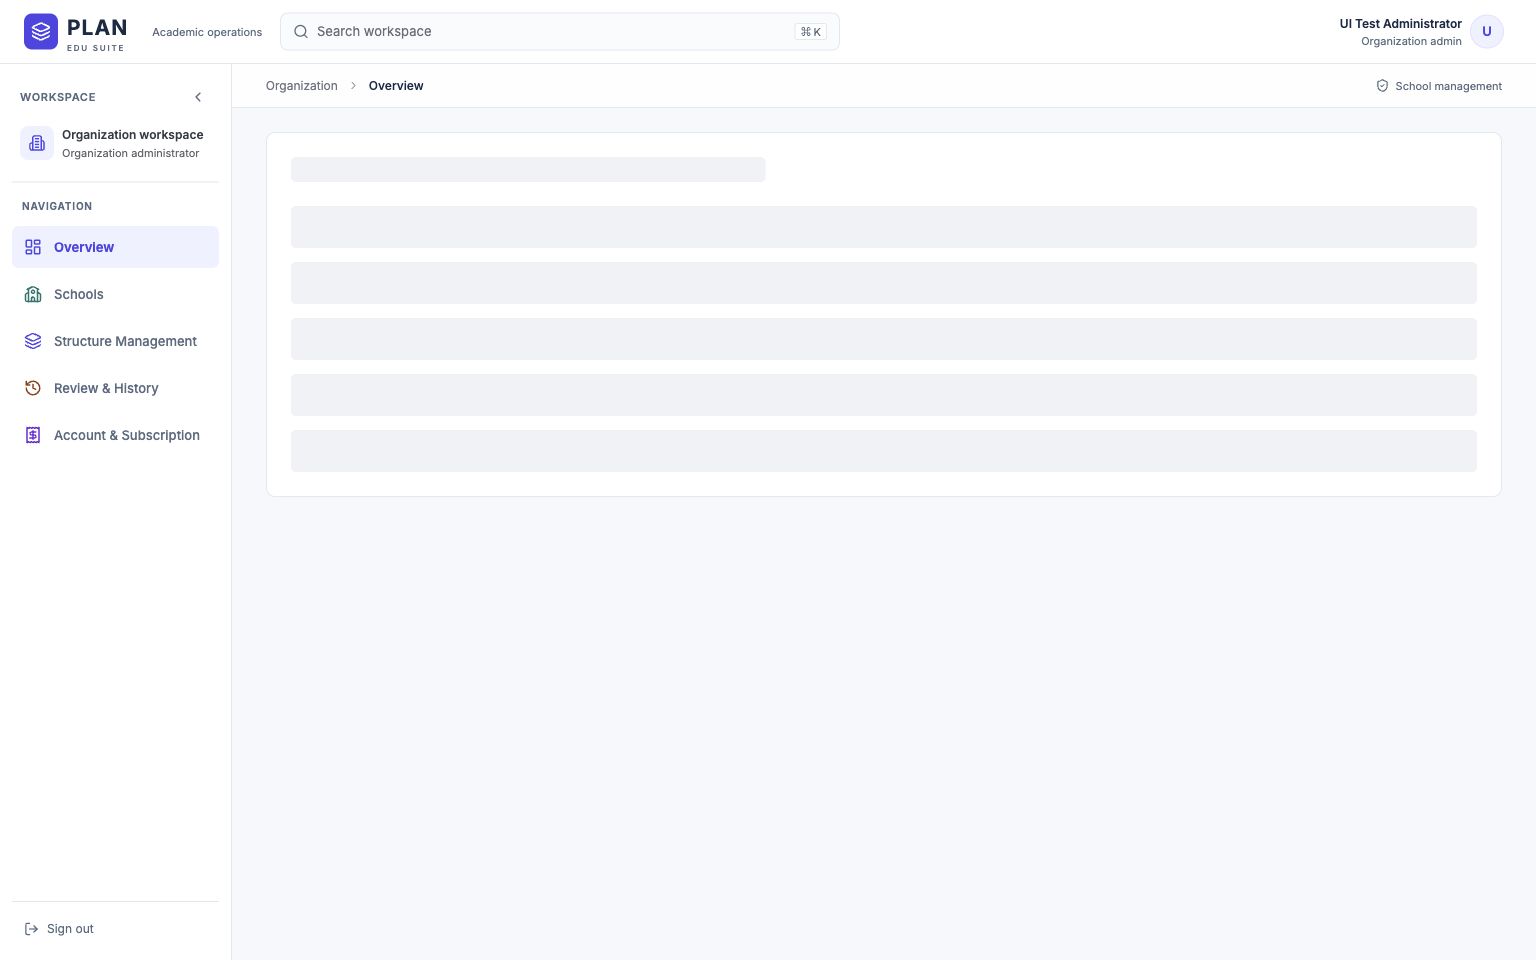 PLAN
EDU SUITE
Academic operations
Search workspace
⌘ K
UI Test Administrator
Organization admin
U
WORKSPACE
Organization workspace
Organization administrator
NAVIGATION
Overview
Schools
Structure Management
Review & History
Account & Subscription
Sign out
Organization > Overview
School management